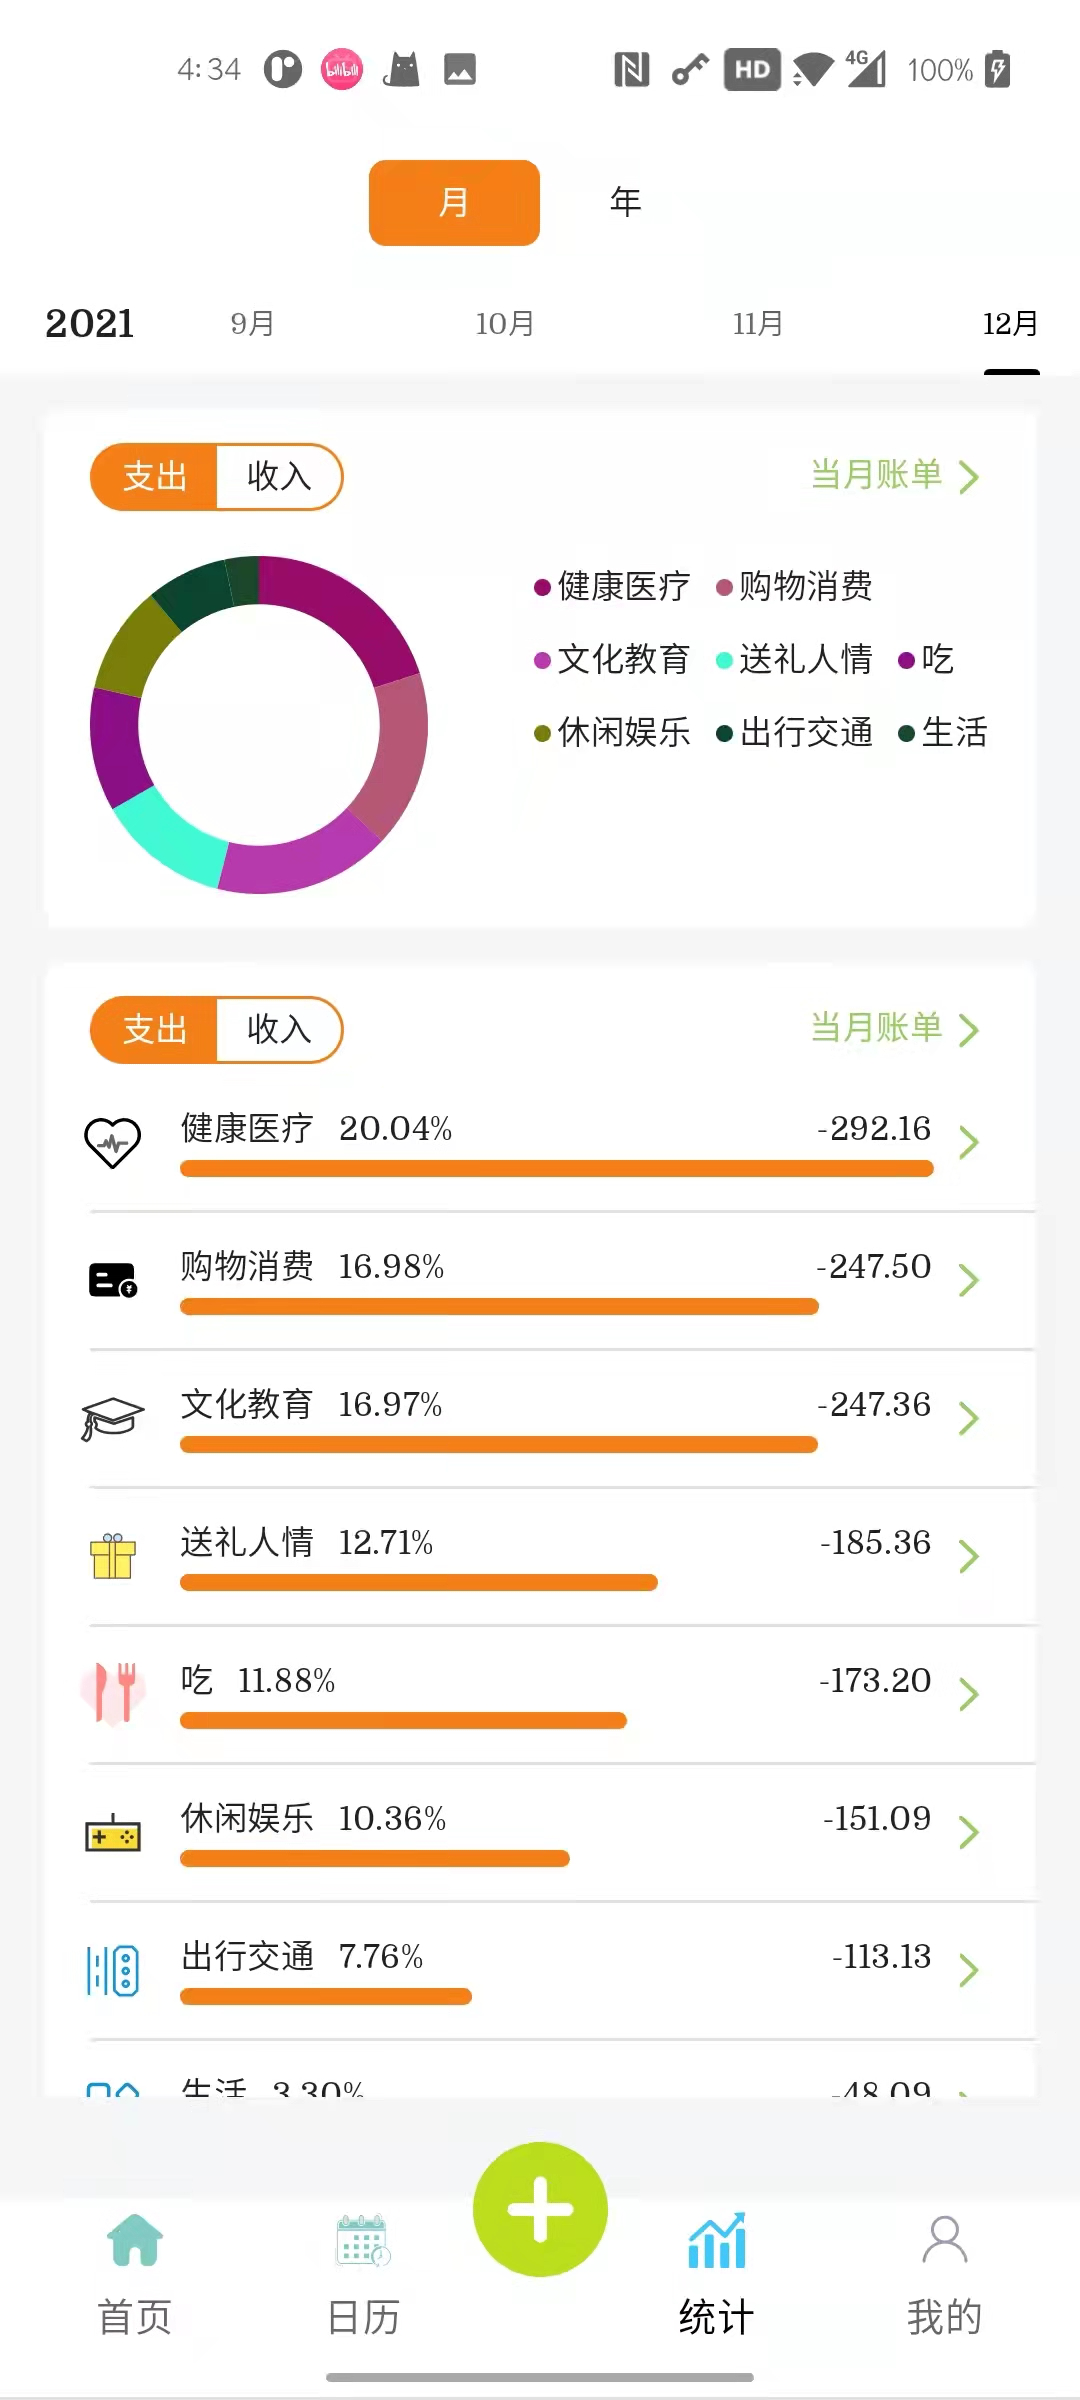 4:34 bilibili HD 4G 100%
月 年
2021 9月 10月 11月 12月
支出 收入 当月账单
健康医疗 购物消费
文化教育 送礼人情 吃
休闲娱乐 出行交通 生活
支出 收入 当月账单
健康医疗 20.04% -292.16
购物消费 16.98% -247.50
文化教育 16.97% -247.36
送礼人情 12.71% -185.36
吃 11.88% -173.20
休闲娱乐 10.36% -151.09
出行交通 7.76% -113.13
生活 3.30% -48.09
首页 日历 统计 我的